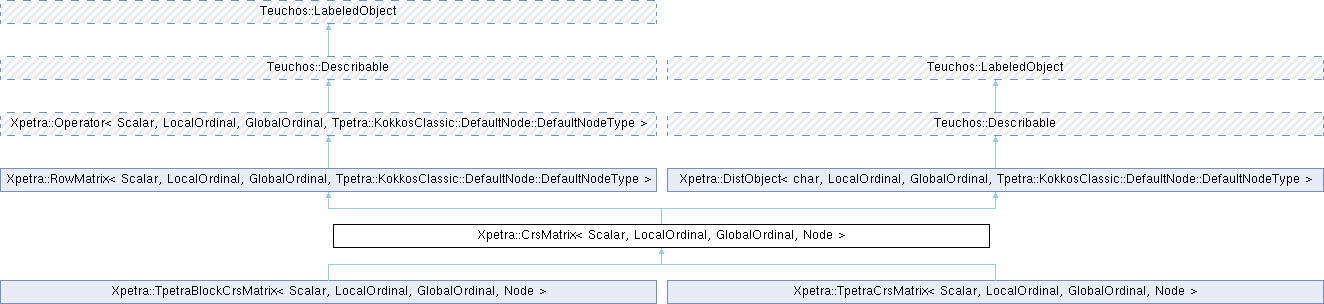 Teuchos::LabeledObject
Teuchos::Describable
Teuchos::LabeledObject
Xpetra::Operator< Scalar, LocalOrdinal, GlobalOrdinal, Tpetra::KokkosClassic::DefaultNode::DefaultNodeType >
Teuchos::Describable
Xpetra::RowMatrix< Scalar, LocalOrdinal, GlobalOrdinal, Tpetra::KokkosClassic::DefaultNode::DefaultNodeType >
Xpetra::DistObject< char, LocalOrdinal, GlobalOrdinal, Tpetra::KokkosClassic::DefaultNode::DefaultNodeType >
Xpetra::CrsMatrix< Scalar, LocalOrdinal, GlobalOrdinal, Node >
Xpetra::TpetraBlockCrsMatrix< Scalar, LocalOrdinal, GlobalOrdinal, Node >
Xpetra::TpetraCrsMatrix< Scalar, LocalOrdinal, GlobalOrdinal, Node >